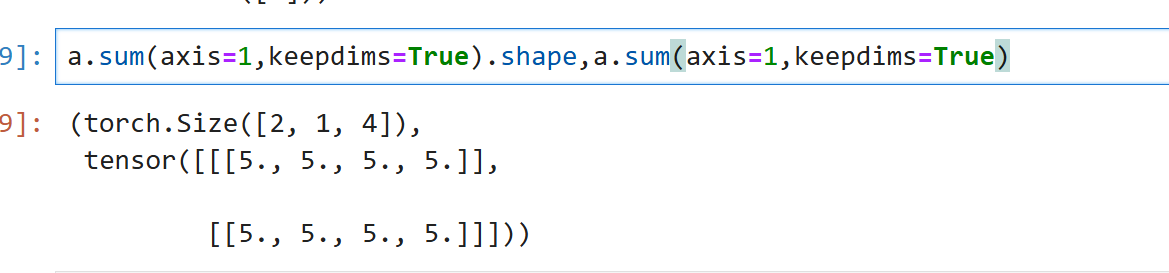 9]: a.sum(axis=1,keepdims=True).shape,a.sum(axis=1,keepdims=True)
9]: (torch.Size([2, 1, 4]),
tensor([[[5., 5., 5., 5.]],
[[5., 5., 5., 5.]]]))